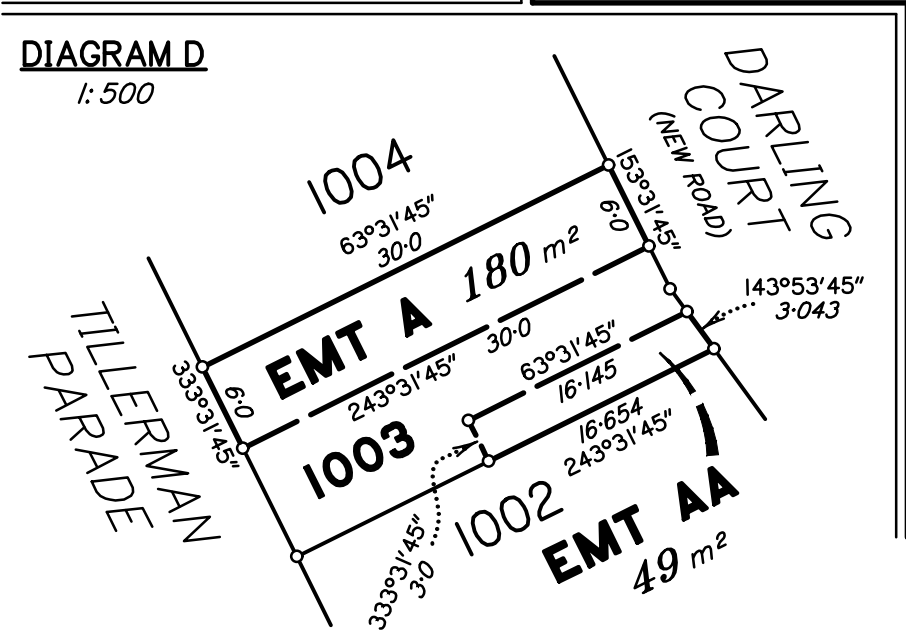 DIAGRAM D
1:500
DARLING
COURT
(NEW ROAD)
1004
63°31'45"
30·0
153°31'45"
6·0
EMT A 180 m²
143°53'45"
3·043
TILLERMAN
PARADE
333°31'45"
6·0
243°31'45" 30·0
63°31'45"
16·145
1003
16·654
243°31'45"
1002
333°31'45"
3·0
EMT AA
49 m²